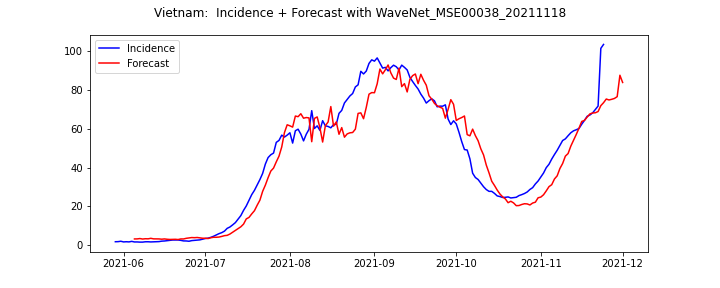 Vietnam:  Incidence + Forecast with WaveNet_MSE00038_20211118
Incidence
Forecast
100
80
60
40
20
0
2021-06 2021-07 2021-08 2021-09 2021-10 2021-11 2021-12